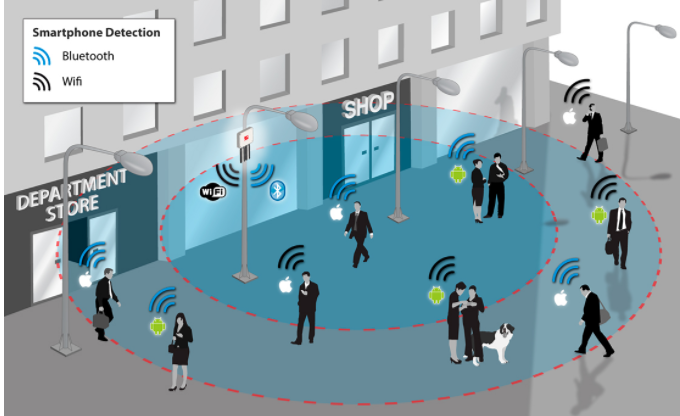 Smartphone Detection
Bluetooth
Wifi
SHOP
WiFi
DEPARTMENT
STORE